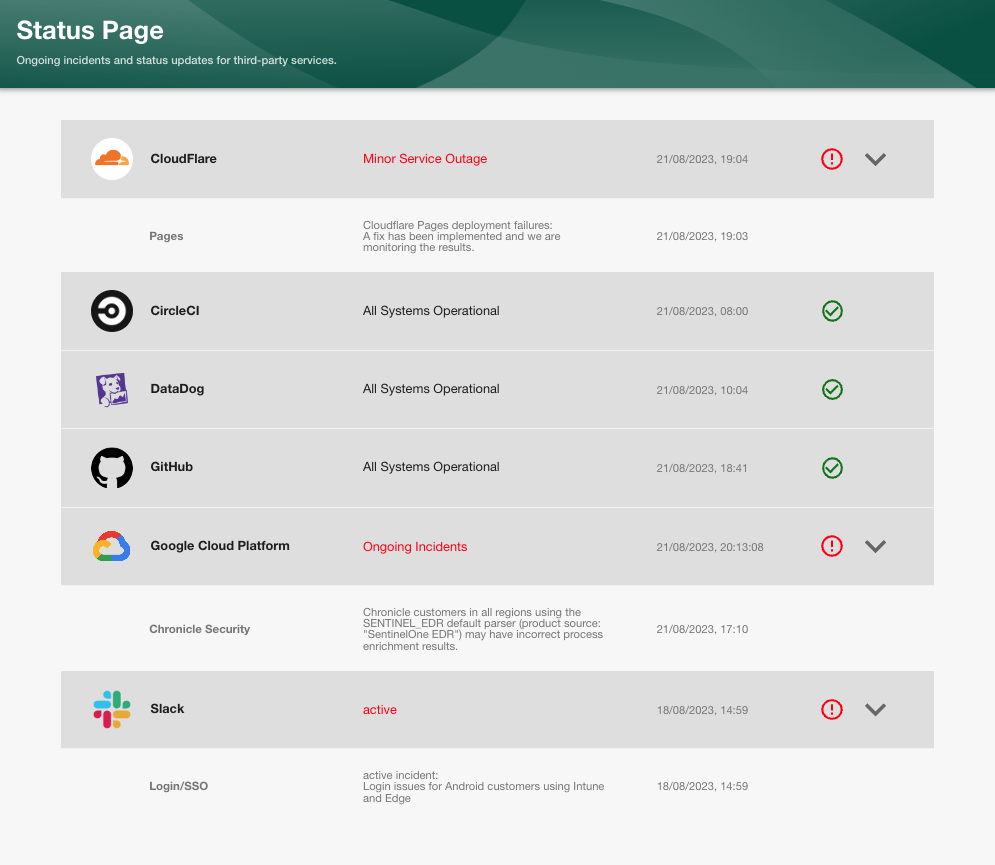 Status Page
Ongoing incidents and status updates for third-party services.
CloudFlare
Minor Service Outage
21/08/2023, 19:04
Pages
Cloudflare Pages deployment failures:
A fix has been implemented and we are
monitoring the results.
21/08/2023, 19:03
CircleCI
All Systems Operational
21/08/2023, 08:00
DataDog
All Systems Operational
21/08/2023, 10:04
GitHub
All Systems Operational
21/08/2023, 18:41
Google Cloud Platform
Ongoing Incidents
21/08/2023, 20:13:08
Chronicle Security
Chronicle customers in all regions using the
SENTINEL_EDR default parser (product source:
"SentinelOne EDR") may have incorrect process
enrichment results.
21/08/2023, 17:10
Slack
active
18/08/2023, 14:59
Login/SSO
active incident:
Login issues for Android customers using Intune
and Edge
18/08/2023, 14:59